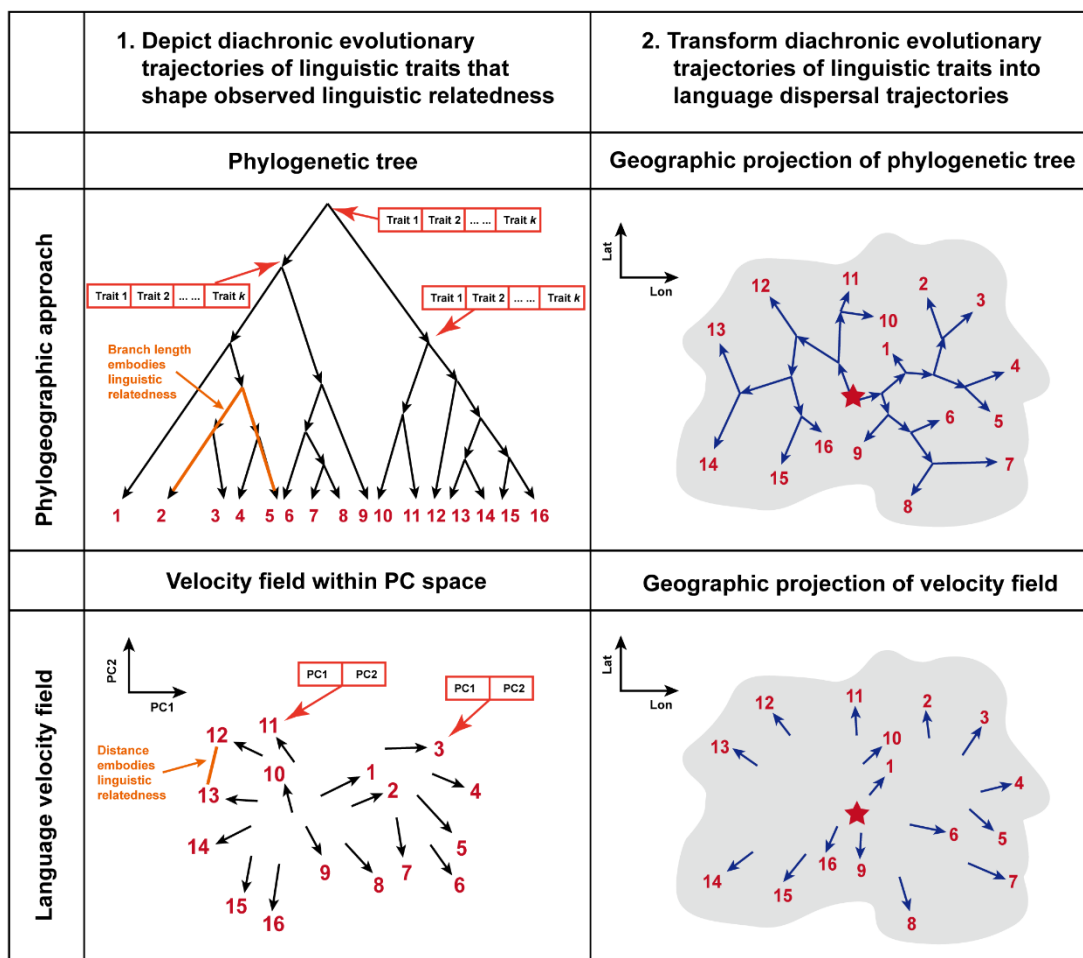 1. Depict diachronic evolutionary
trajectories of linguistic traits that
shape observed linguistic relatedness
2. Transform diachronic evolutionary
trajectories of linguistic traits into
language dispersal trajectories
Phylogenetic tree
Geographic projection of phylogenetic tree
Phylogeographic approach
Trait 1 Trait 2 ... ... Trait k
Trait 1 Trait 2 ... ... Trait k
Trait 1 Trait 2 ... ... Trait k
Branch length
embodies
linguistic
relatedness
1 2 3 4 5 6 7 8 9 10 11 12 13 14 15 16
Lat
Lon
12
11
2
3
13
10
1
4
5
6
9
16
14
15
7
8
Velocity field within PC space
Geographic projection of velocity field
Language velocity field
PC2
PC1
PC1 PC2
PC1 PC2
11
12
3
Distance
embodies
linguistic
relatedness
10
1
2
4
13
14
5
9
8
7
6
15
16
Lat
Lon
12
11
2
3
13
10
1
4
6
5
16
9
14
15
7
8